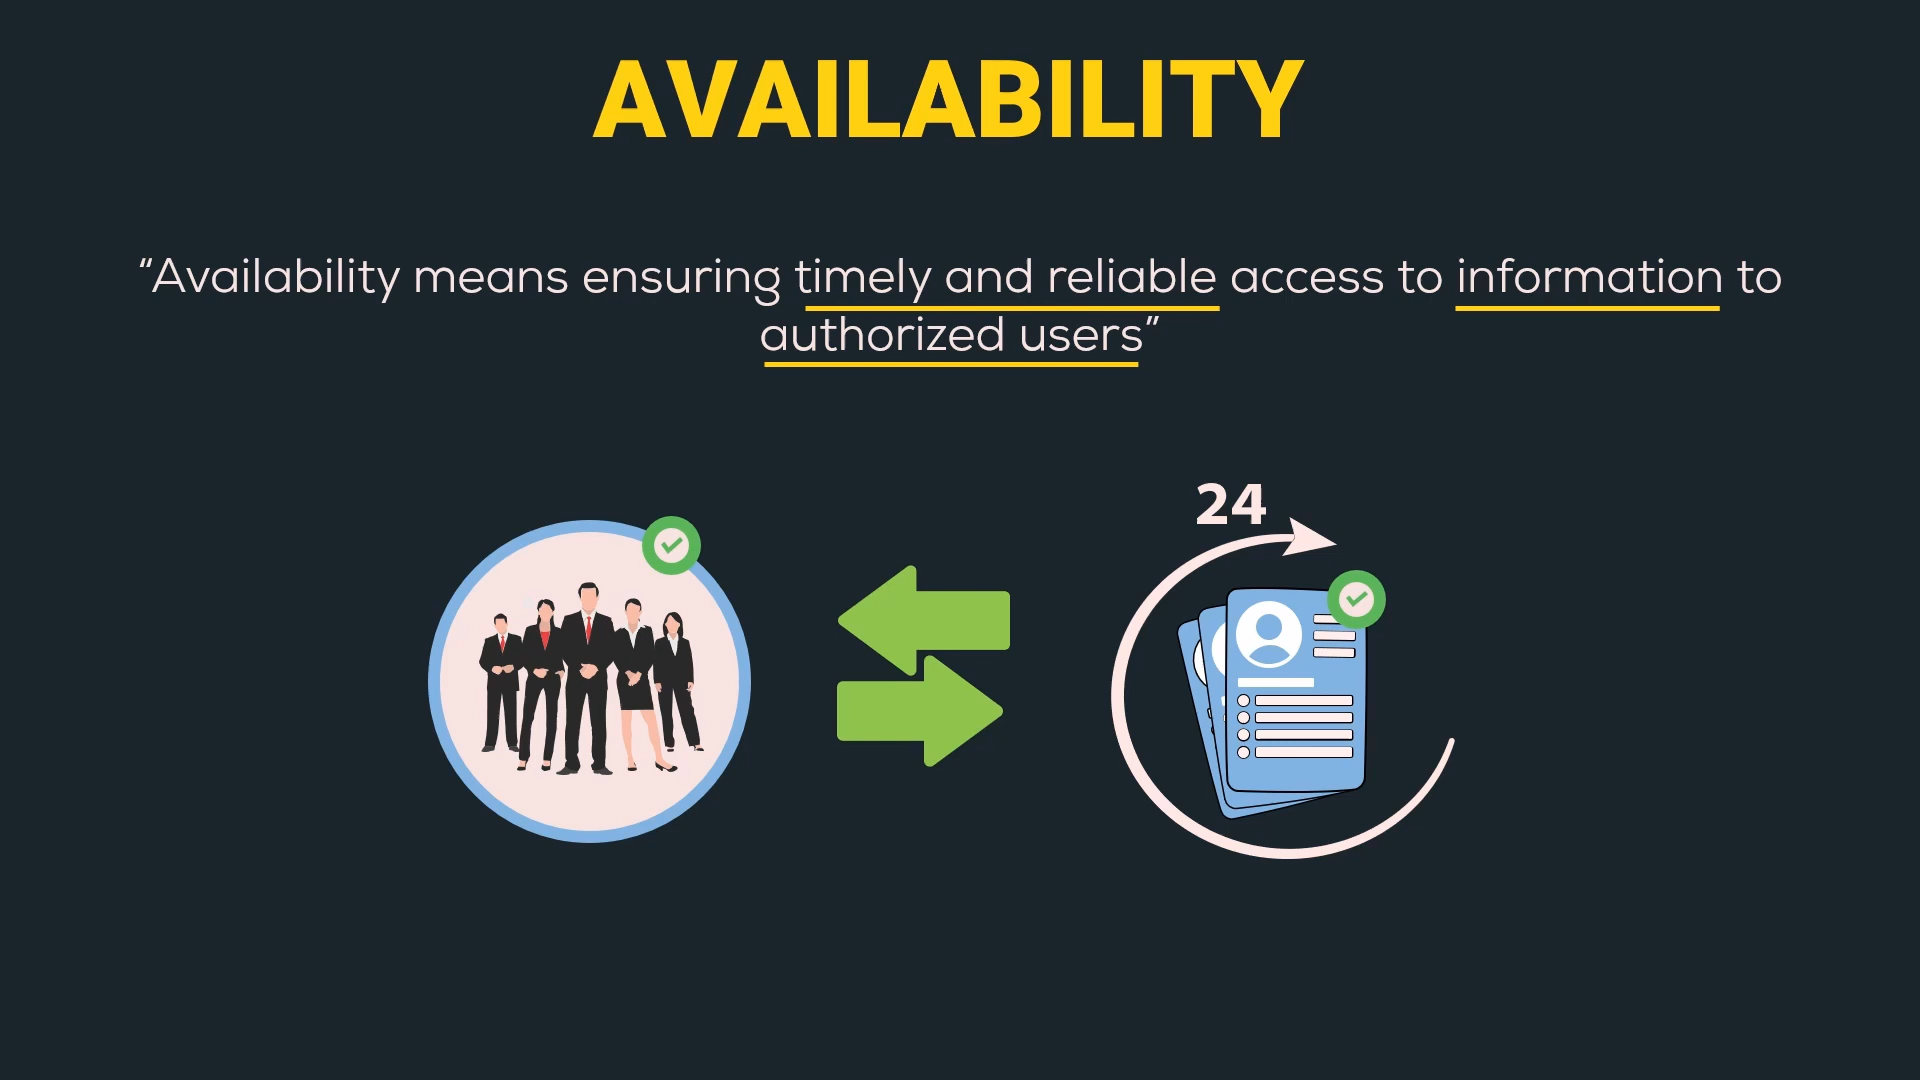 AVAILABILITY
“Availability means ensuring timely and reliable access to information to
authorized users”
24